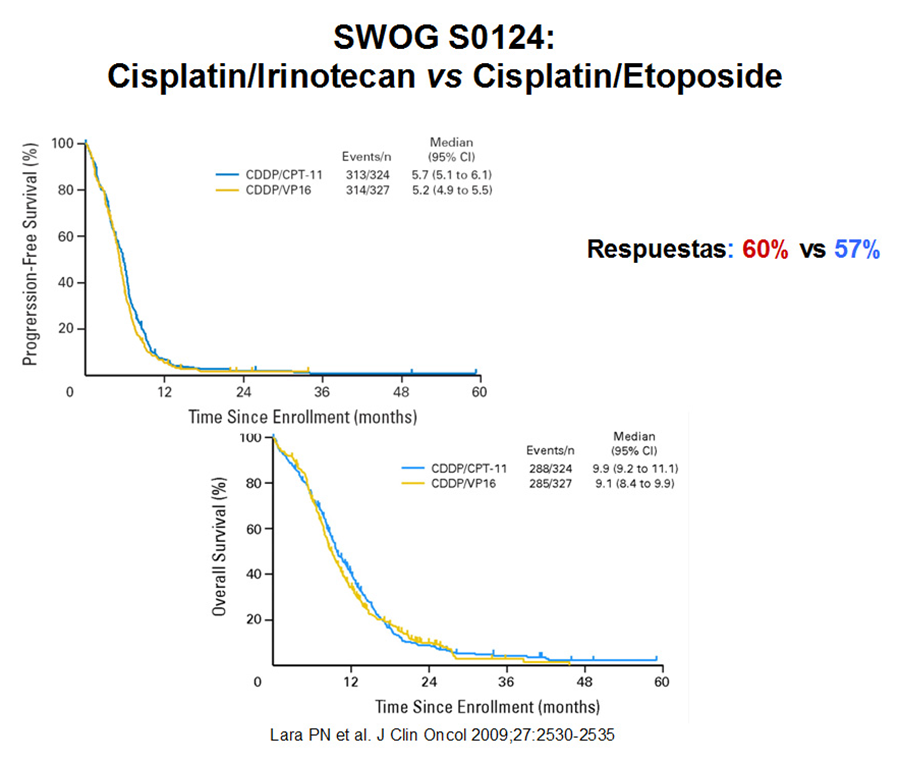 SWOG S0124:
Cisplatin/Irinotecan vs Cisplatin/Etoposide
Progrerssion-Free Survival (%)
100
80
60
40
20
0 12 24 36 48 60
Time Since Enrollment (months)
Median
Events/n (95% CI)
CDDP/CPT-11 313/324 5.7 (5.1 to 6.1)
CDDP/VP16 314/327 5.2 (4.9 to 5.5)
Respuestas: 60% vs 57%
Overall Survival (%)
100
80
60
40
20
0 12 24 36 48 60
Time Since Enrollment (months)
Median
Events/n (95% CI)
CDDP/CPT-11 288/324 9.9 (9.2 to 11.1)
CDDP/VP16 285/327 9.1 (8.4 to 9.9)
Lara PN et al. J Clin Oncol 2009;27:2530-2535